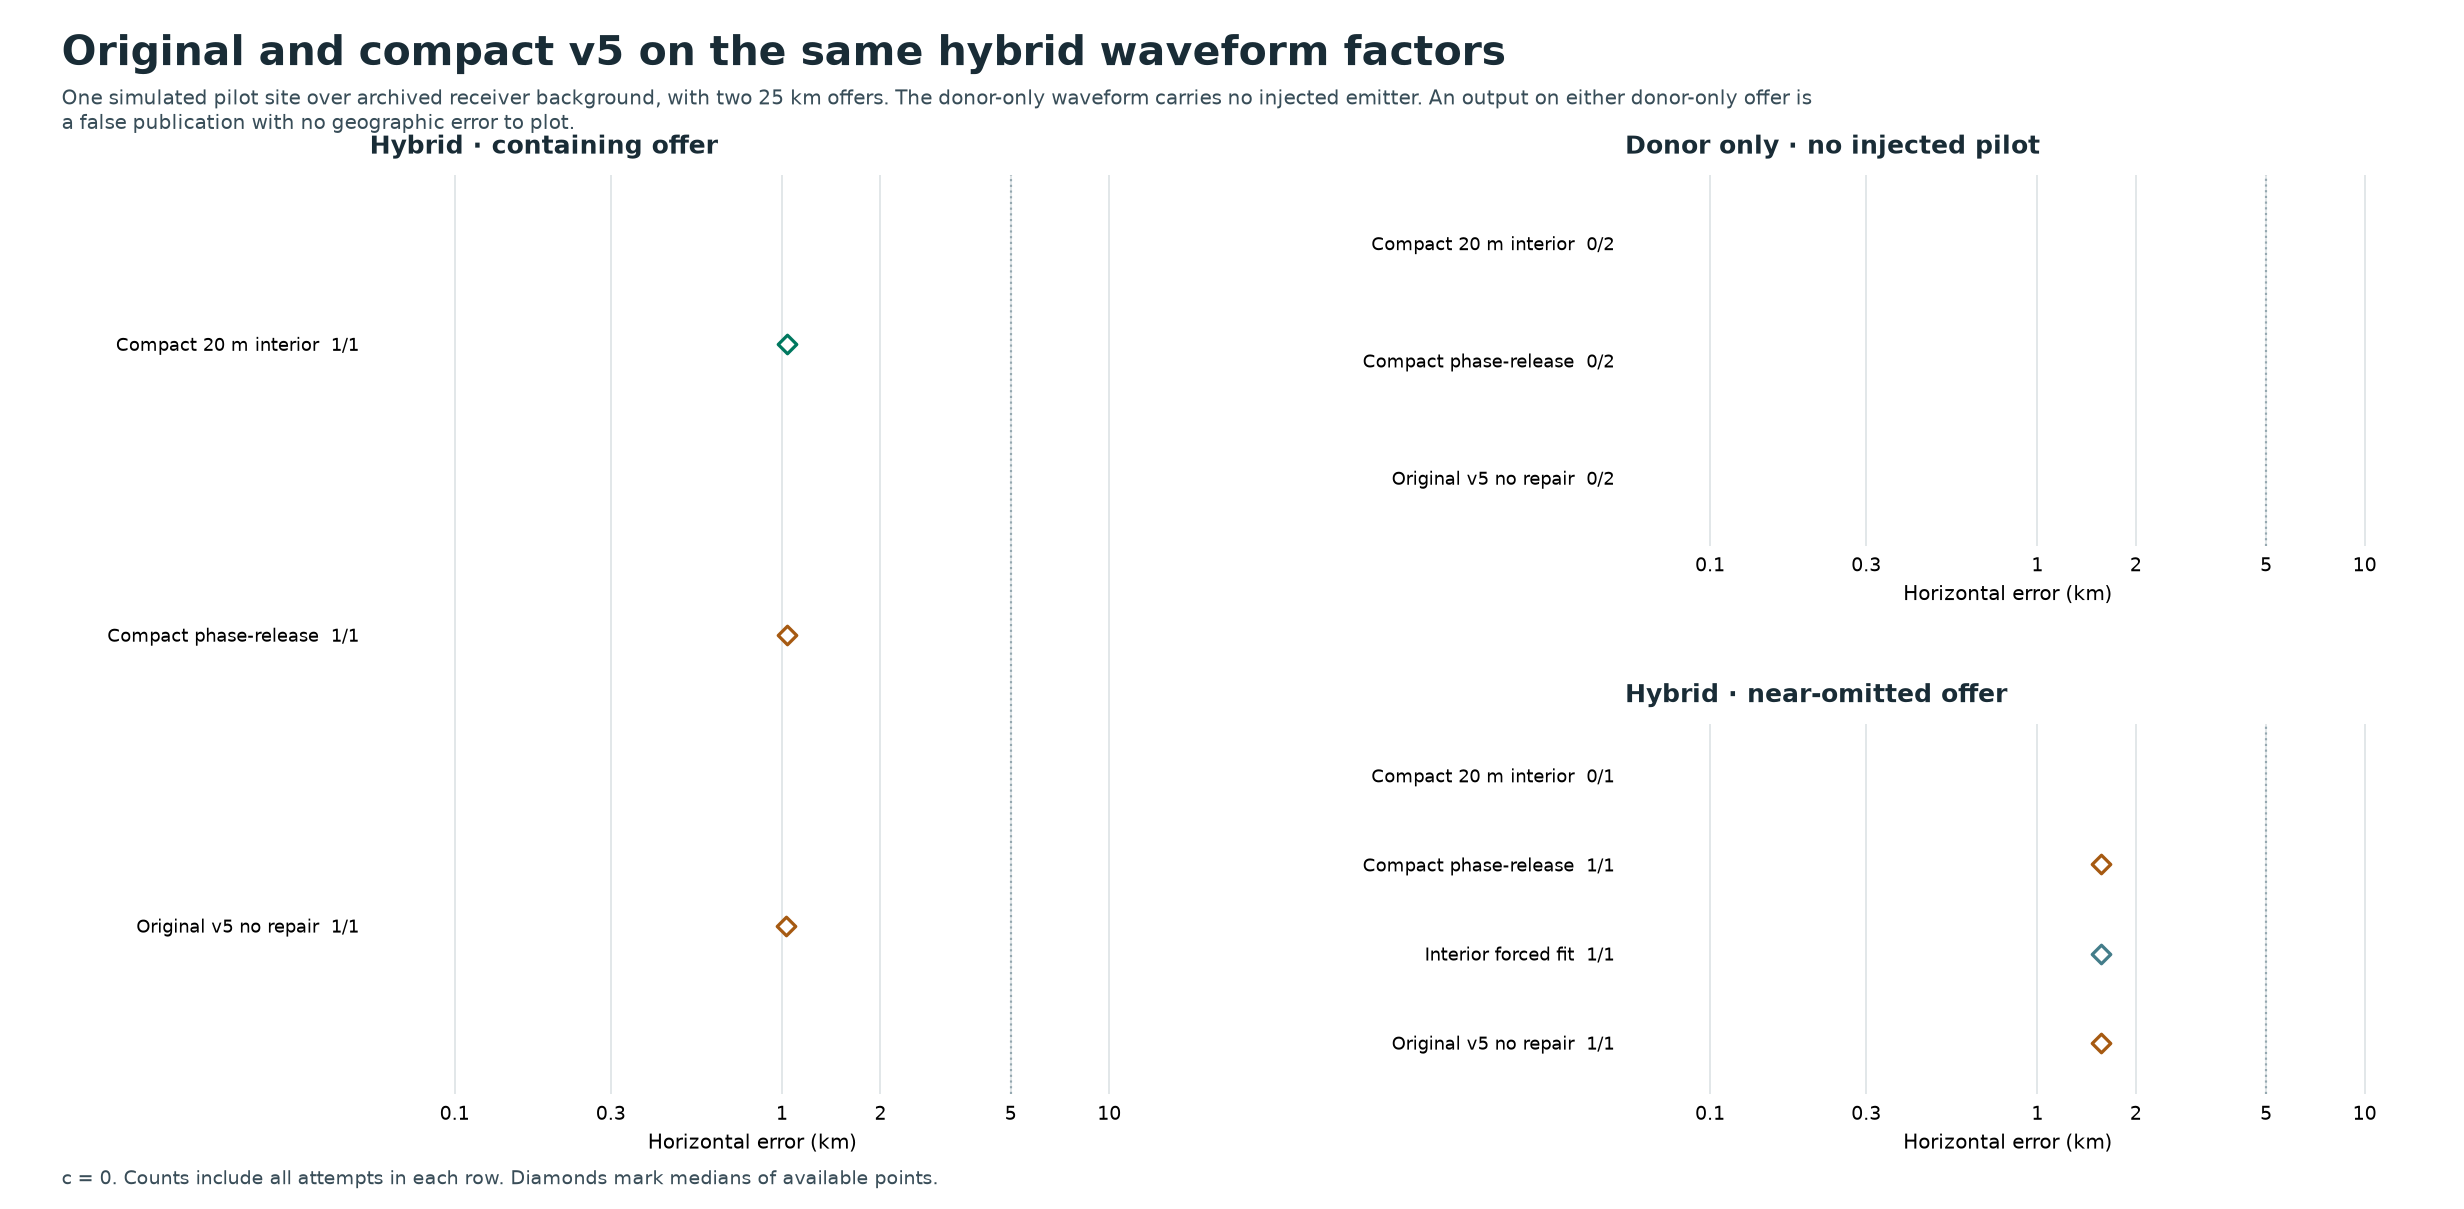 Original and compact v5 on the same hybrid waveform factors
One simulated pilot site over archived receiver background, with two 25 km offers. The donor-only waveform carries no injected emitter. An output on either donor-only offer is
a false publication with no geographic error to plot.
Hybrid · containing offer
Compact 20 m interior 1/1
Compact phase-release 1/1
Original v5 no repair 1/1
0.1 0.3 1 2 5 10
Horizontal error (km)
Donor only · no injected pilot
Compact 20 m interior 0/2
Compact phase-release 0/2
Original v5 no repair 0/2
0.1 0.3 1 2 5 10
Horizontal error (km)
Hybrid · near-omitted offer
Compact 20 m interior 0/1
Compact phase-release 1/1
Interior forced fit 1/1
Original v5 no repair 1/1
0.1 0.3 1 2 5 10
Horizontal error (km)
c = 0. Counts include all attempts in each row. Diamonds mark medians of available points.